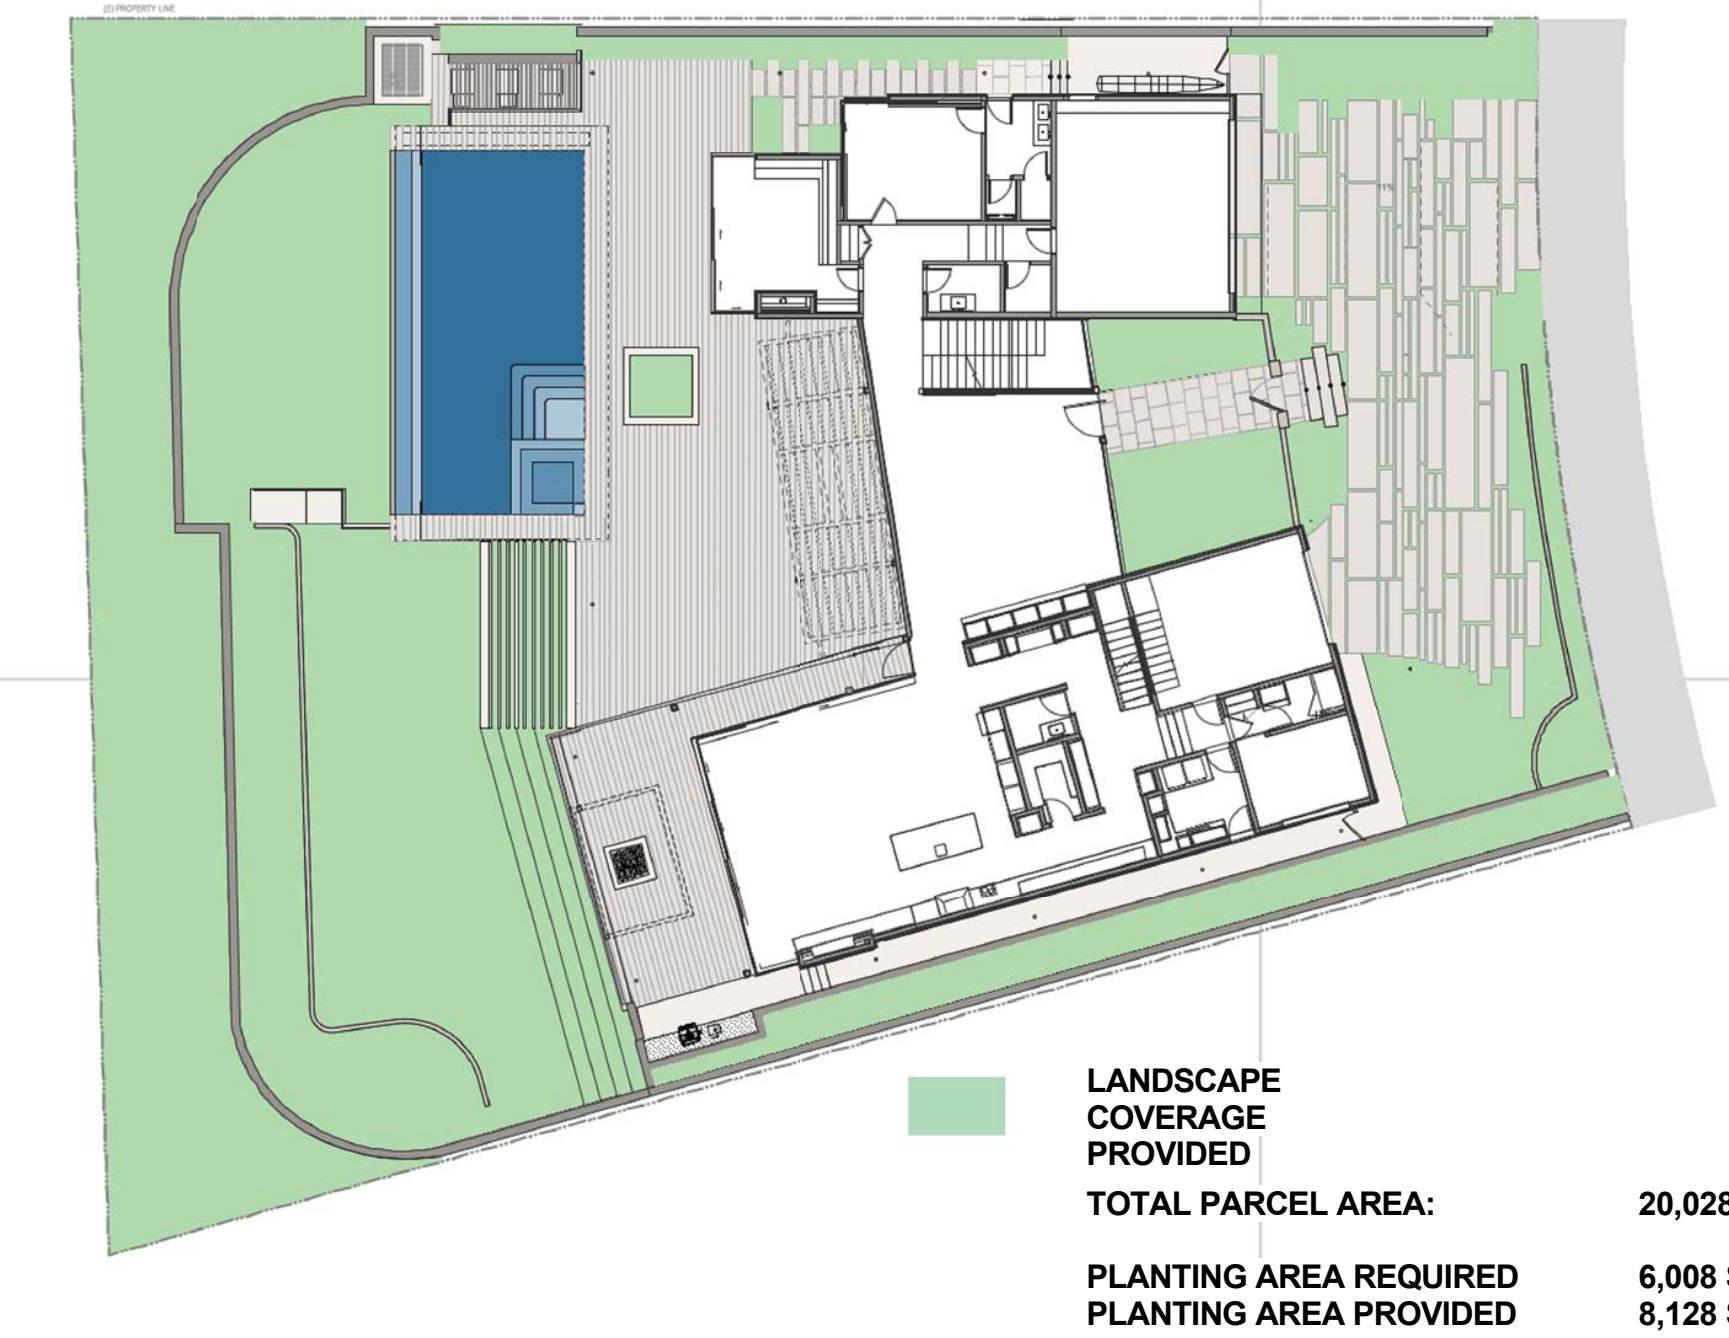 (E) PROPERTY LINE
11%
LANDSCAPE
COVERAGE
PROVIDED
TOTAL PARCEL AREA: 20,028
PLANTING AREA REQUIRED 6,008 S
PLANTING AREA PROVIDED 8,128 S